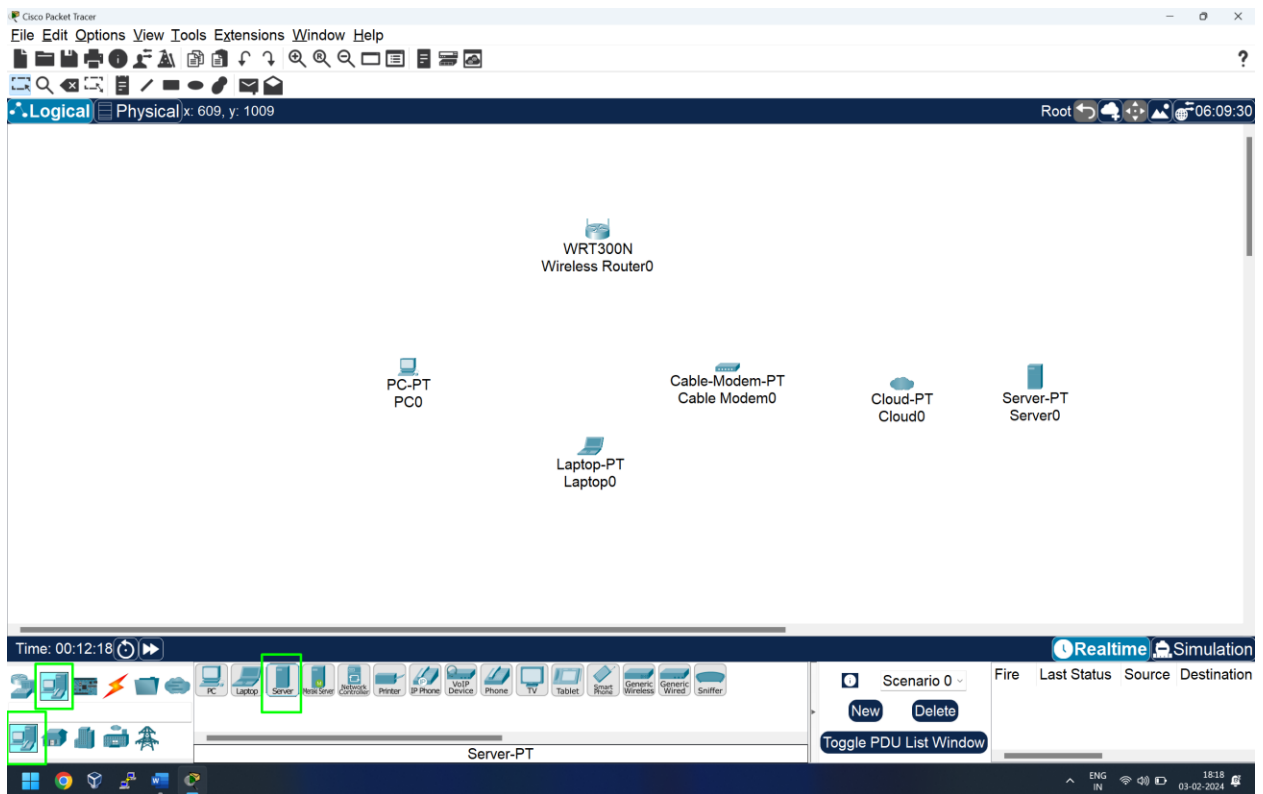 Cisco Packet Tracer
File Edit Options View Tools Extensions Window Help
?
Logical Physical x: 609, y: 1009 Root 06:09:30
WRT300N
Wireless Router0
PC-PT
PC0
Cable-Modem-PT
Cable Modem0
Cloud-PT
Cloud0
Server-PT
Server0
Laptop-PT
Laptop0
Time: 00:12:18 Realtime Simulation
PC Laptop Server Meraki Server Network Controller Printer IP Phone VoIP Device Phone TV Tablet Smart Phone Generic Wireless Generic Wired Sniffer
Server-PT
Scenario 0
New Delete
Toggle PDU List Window
Fire Last Status Source Destination
ENG
IN
18:18
03-02-2024